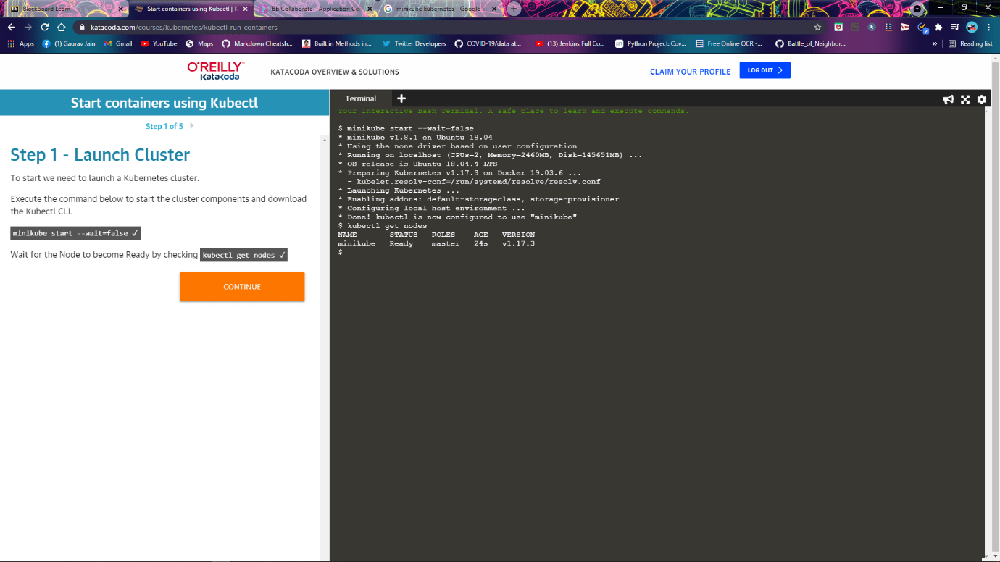 Blackboard Learn
Start containers using Kubectl | K
Bb Collaborate - Application Co
minikube kubernetes - Google S
katacoda.com/courses/kubernetes/kubectl-run-containers
Apps
(1) Gaurav Jain
Gmail
YouTube
Maps
Markdown Cheatsh...
Built in Methods in...
Twitter Developers
COVID-19/data at...
(13) Jenkins Full Co...
Python Project: Cov...
Free Online OCR -...
Battle_of_Neighbor...
»
Reading list
O'REILLY
Katacoda
KATACODA OVERVIEW & SOLUTIONS
CLAIM YOUR PROFILE
LOG OUT
Start containers using Kubectl
Step 1 of 5
Step 1 - Launch Cluster
To start we need to launch a Kubernetes cluster.
Execute the command below to start the cluster components and download
the Kubectl CLI.
minikube start --wait=false ✓
Wait for the Node to become Ready by checking kubectl get nodes ✓
CONTINUE
Terminal
Your Interactive Bash Terminal. A safe place to learn and execute commands.
$ minikube start --wait=false
* minikube v1.8.1 on Ubuntu 18.04
* Using the none driver based on user configuration
* Running on localhost (CPUs=2, Memory=2460MB, Disk=145651MB) ...
* OS release is Ubuntu 18.04.4 LTS
* Preparing Kubernetes v1.17.3 on Docker 19.03.6 ...
- kubelet.resolv-conf=/run/systemd/resolve/resolv.conf
* Launching Kubernetes ...
* Enabling addons: default-storageclass, storage-provisioner
* Configuring local host environment ...
* Done! kubectl is now configured to use "minikube"
$ kubectl get nodes
NAME STATUS ROLES AGE VERSION
minikube Ready master 24s v1.17.3
$